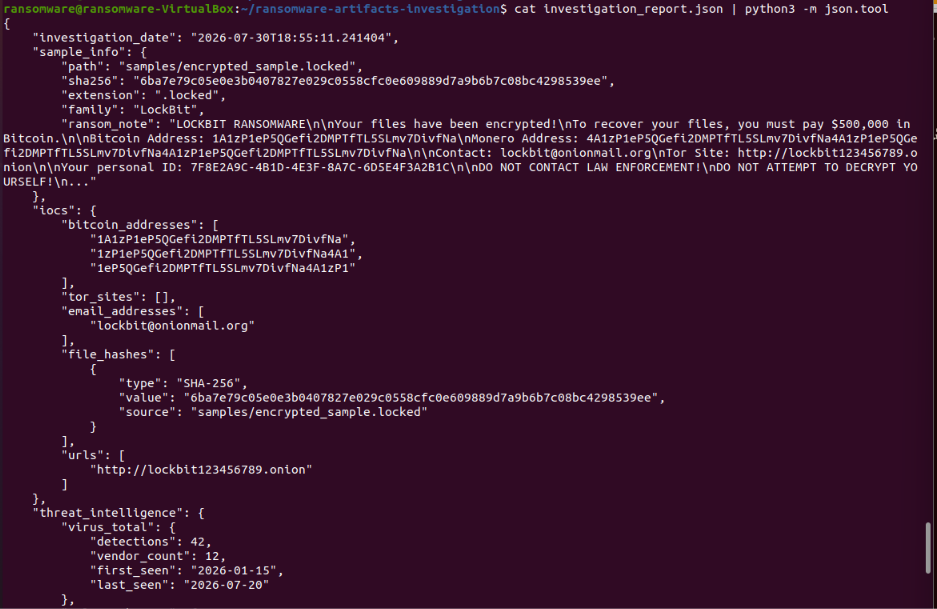 ransomware@ransomware-VirtualBox:~/ransomware-artifacts-investigation$ cat investigation_report.json | python3 -m json.tool
{
    "investigation_date": "2026-07-30T18:55:11.241404",
    "sample_info": {
        "path": "samples/encrypted_sample.locked",
        "sha256": "6ba7e79c05e0e3b0407827e029c0558cfc0e609889d7a9b6b7c08bc4298539ee",
        "extension": ".locked",
        "family": "LockBit",
        "ransom_note": "LOCKBIT RANSOMWARE\n\nYour files have been encrypted!\nTo recover your files, you must pay $500,000 in
Bitcoin.\n\nBitcoin Address: 1A1zP1eP5QGefi2DMPTfTL5SLmv7DivfNa\nMonero Address: 4A1zP1eP5QGefi2DMPTfTL5SLmv7DivfNa4A1zP1eP5QGe
fi2DMPTfTL5SLmv7DivfNa4A1zP1eP5QGefi2DMPTfTL5SLmv7DivfNa\n\nContact: lockbit@onionmail.org\nTor Site: http://lockbit123456789.o
nion\n\nYour personal ID: 7F8E2A9C-4B1D-4E3F-8A7C-6D5E4F3A2B1C\n\nDO NOT CONTACT LAW ENFORCEMENT!\nDO NOT ATTEMPT TO DECRYPT YO
URSELF!\n..."
    },
    "iocs": {
        "bitcoin_addresses": [
            "1A1zP1eP5QGefi2DMPTfTL5SLmv7DivfNa",
            "1zP1eP5QGefi2DMPTfTL5SLmv7DivfNa4A1",
            "1eP5QGefi2DMPTfTL5SLmv7DivfNa4A1zP1"
        ],
        "tor_sites": [],
        "email_addresses": [
            "lockbit@onionmail.org"
        ],
        "file_hashes": [
            {
                "type": "SHA-256",
                "value": "6ba7e79c05e0e3b0407827e029c0558cfc0e609889d7a9b6b7c08bc4298539ee",
                "source": "samples/encrypted_sample.locked"
            }
        ],
        "urls": [
            "http://lockbit123456789.onion"
        ]
    },
    "threat_intelligence": {
        "virus_total": {
            "detections": 42,
            "vendor_count": 12,
            "first_seen": "2026-01-15",
            "last_seen": "2026-07-20"
        },